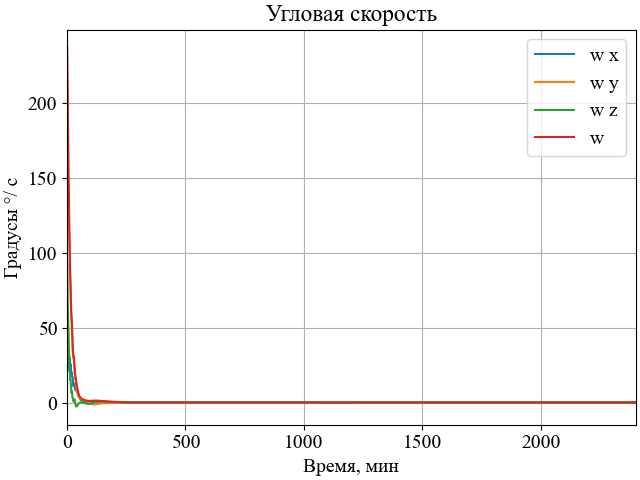 Угловая скорость
w x
w y
w z
w
200
150
100
50
0
Градусы °/ с
0
500
1000
1500
2000
Время, мин